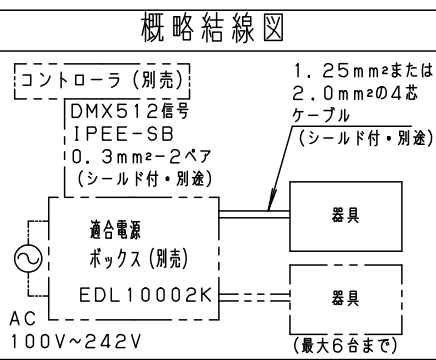 概略結線図
コントローラ(別売)
DMX512信号
IPEE-SB
0.3mm²-2ペア
(シールド付・別途)
1.25mm²または
2.0mm²の4芯
ケーブル
(シールド付・別途)
適合電源
ボックス(別売)
EDL10002K
器具
器具
(最大6台まで)
AC
100V~242V